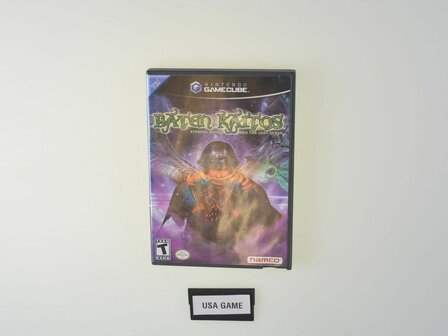 NINTENDO
GAMECUBE
BATEN KAITOS
ETERNAL WINGS AND THE LOST OCEAN
T
namco
USA GAME